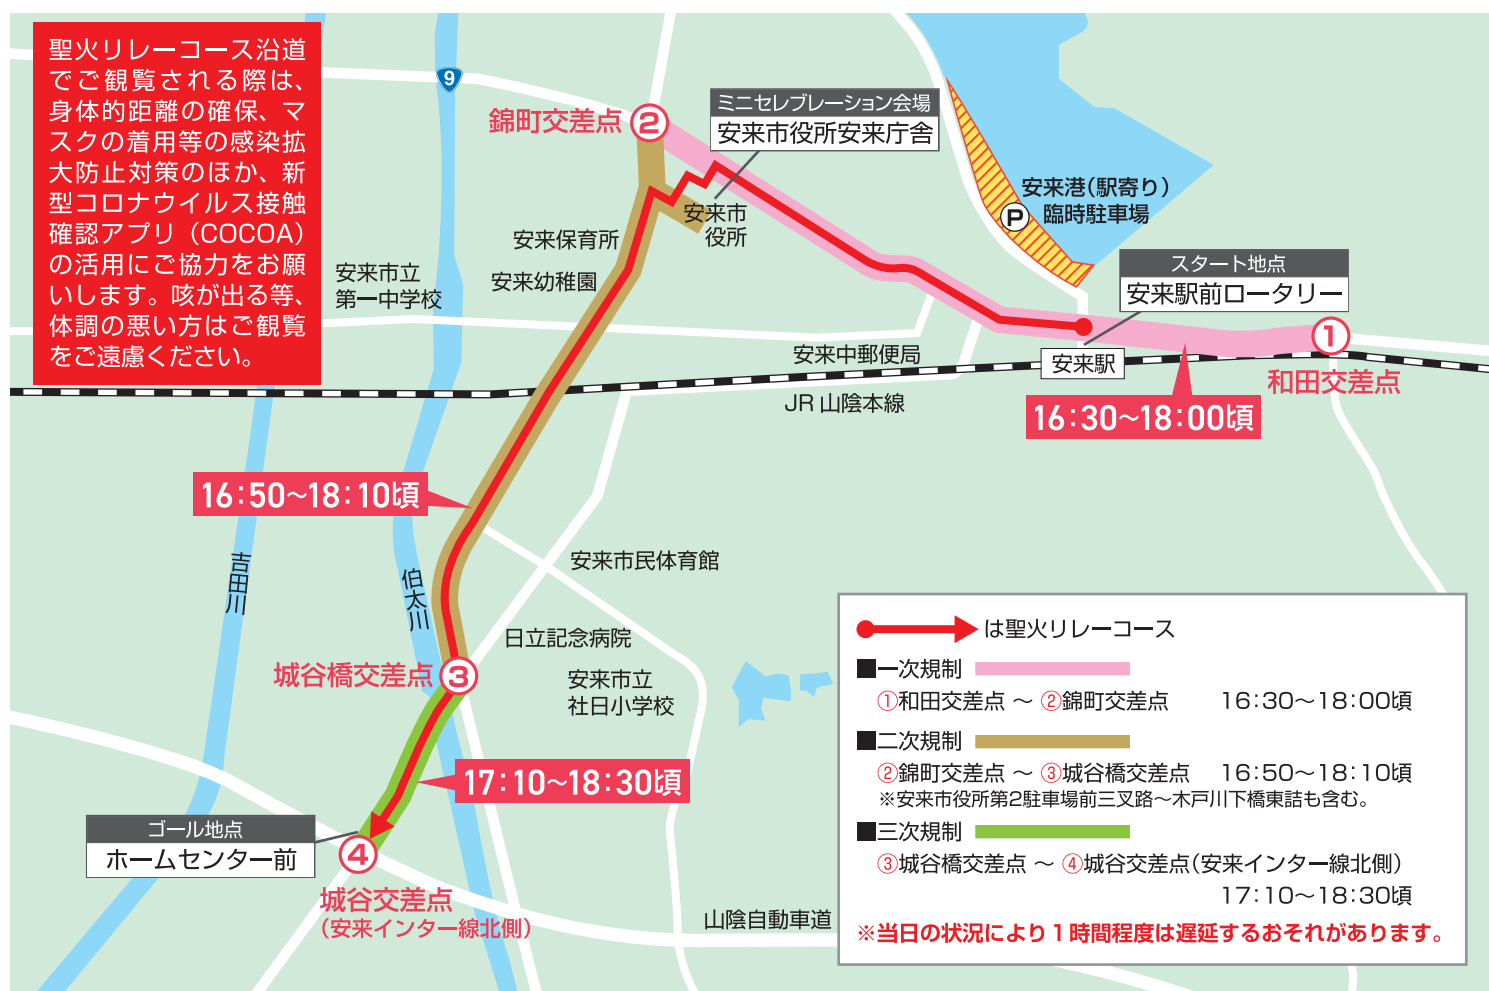 聖火リレーコース沿道
でご観覧される際は、
身体的距離の確保、マ
スクの着用等の感染拡
大防止対策のほか、新
型コロナウイルス接触
確認アプリ（COCOA）
の活用にご協力をお願
いします。咳が出る等、
体調の悪い方はご観覧
をご遠慮ください。
9
錦町交差点
2
ミニセレブレーション会場
安来市役所安来庁舎
安来市
役所
安来保育所
安来幼稚園
安来市立
第一中学校
安来港（駅寄り）
臨時駐車場
P
スタート地点
安来駅前ロータリー
1
和田交差点
安来駅
安来中郵便局
JR 山陰本線
16：30〜18：00頃
16：50〜18：10頃
吉田川
伯太川
安来市民体育館
日立記念病院
安来市立
社日小学校
城谷橋交差点
3
17：10〜18：30頃
ゴール地点
ホームセンター前
4
城谷交差点
（安来インター線北側）
山陰自動車道
は聖火リレーコース
■一次規制
①和田交差点 〜 ②錦町交差点 16：30〜18：00頃
■二次規制
②錦町交差点 〜 ③城谷橋交差点 16：50〜18：10頃
※安来市役所第2駐車場前三叉路〜木戸川下橋東詰も含む。
■三次規制
③城谷橋交差点 〜 ④城谷交差点（安来インター線北側）
17：10〜18：30頃
※当日の状況により１時間程度は遅延するおそれがあります。